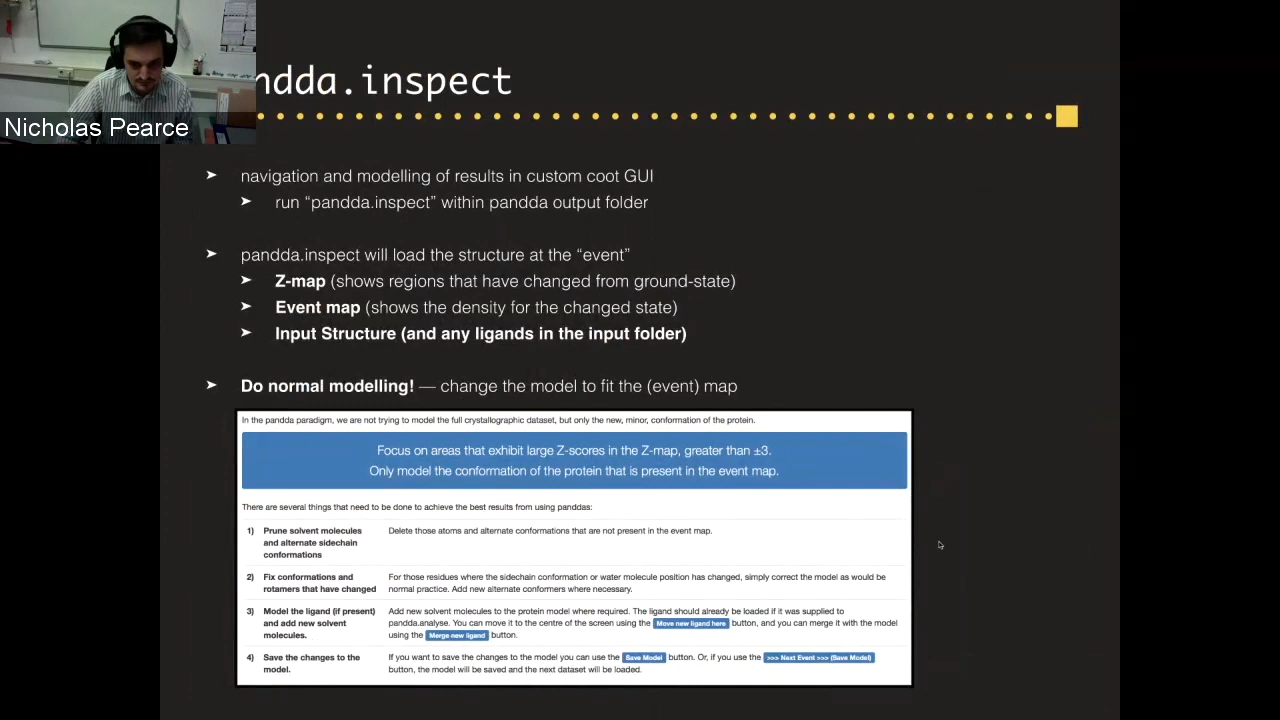 ndda.inspect
Nicholas Pearce
➤ navigation and modelling of results in custom coot GUI
➤ run “pandda.inspect” within pandda output folder
➤ pandda.inspect will load the structure at the “event”
➤ Z-map (shows regions that have changed from ground-state)
➤ Event map (shows the density for the changed state)
➤ Input Structure (and any ligands in the input folder)
➤ Do normal modelling! — change the model to fit the (event) map
In the pandda paradigm, we are not trying to model the full crystallographic dataset, but only the new, minor, conformation of the protein.
Focus on areas that exhibit large Z-scores in the Z-map, greater than ±3.
Only model the conformation of the protein that is present in the event map.
There are several things that need to be done to achieve the best results from using panddas:
1) Prune solvent molecules
and alternate sidechain
conformations
Delete those atoms and alternate conformations that are not present in the event map.
2) Fix conformations and
rotamers that have changed
For those residues where the sidechain conformation or water molecule position has changed, simply correct the model as would be
normal practice. Add new alternate conformers where necessary.
3) Model the ligand (if present)
and add new solvent
molecules.
Add new solvent molecules to the protein model where required. The ligand should already be loaded if it was supplied to
pandda.analyse. You can move it to the centre of the screen using the Move new ligand here button, and you can merge it with the model
using the Merge new ligand button.
4) Save the changes to the
model.
If you want to save the changes to the model you can use the Save Model button. Or, if you use the >>> Next Event >>> (Save Model)
button, the model will be saved and the next dataset will be loaded.